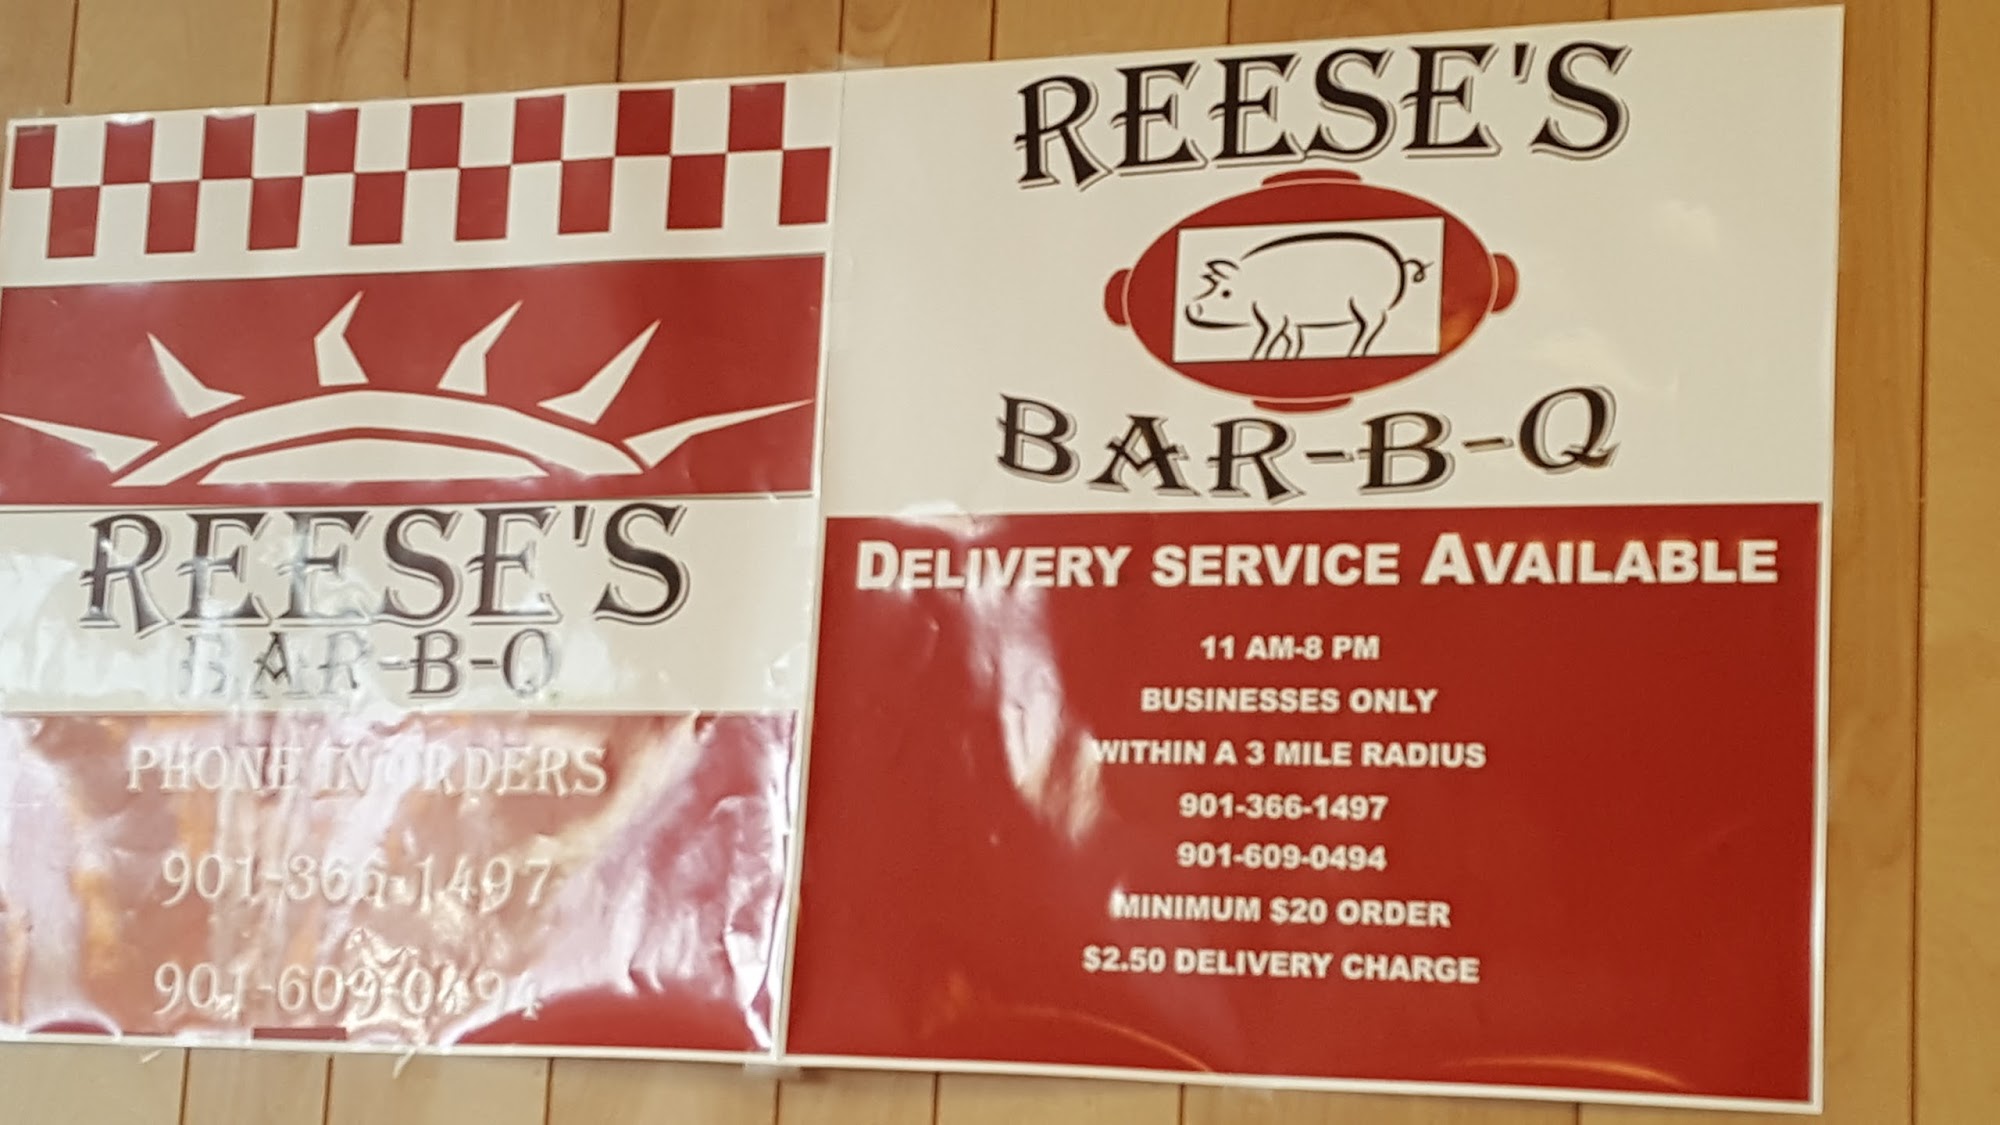 REESE'S
BAR-B-Q
PHONE IN ORDERS
901-366-1497
901-609-0494
REESE'S
BAR-B-Q
DELIVERY SERVICE AVAILABLE
11 AM-8 PM
BUSINESSES ONLY
WITHIN A 3 MILE RADIUS
901-366-1497
901-609-0494
MINIMUM $20 ORDER
$2.50 DELIVERY CHARGE